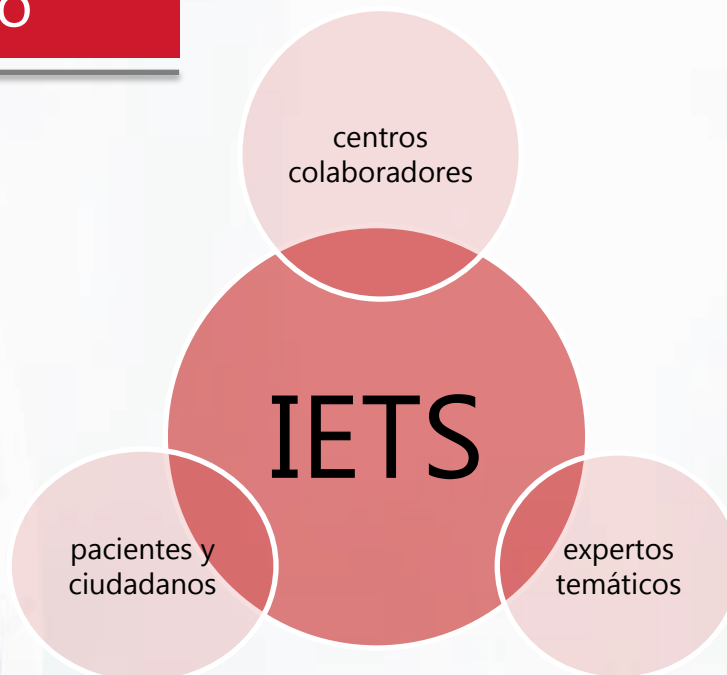 centros
colaboradores
IETS
pacientes y
ciudadanos
expertos
temáticos